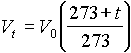 V_t = V_0 ( (273 + t) / 273 )